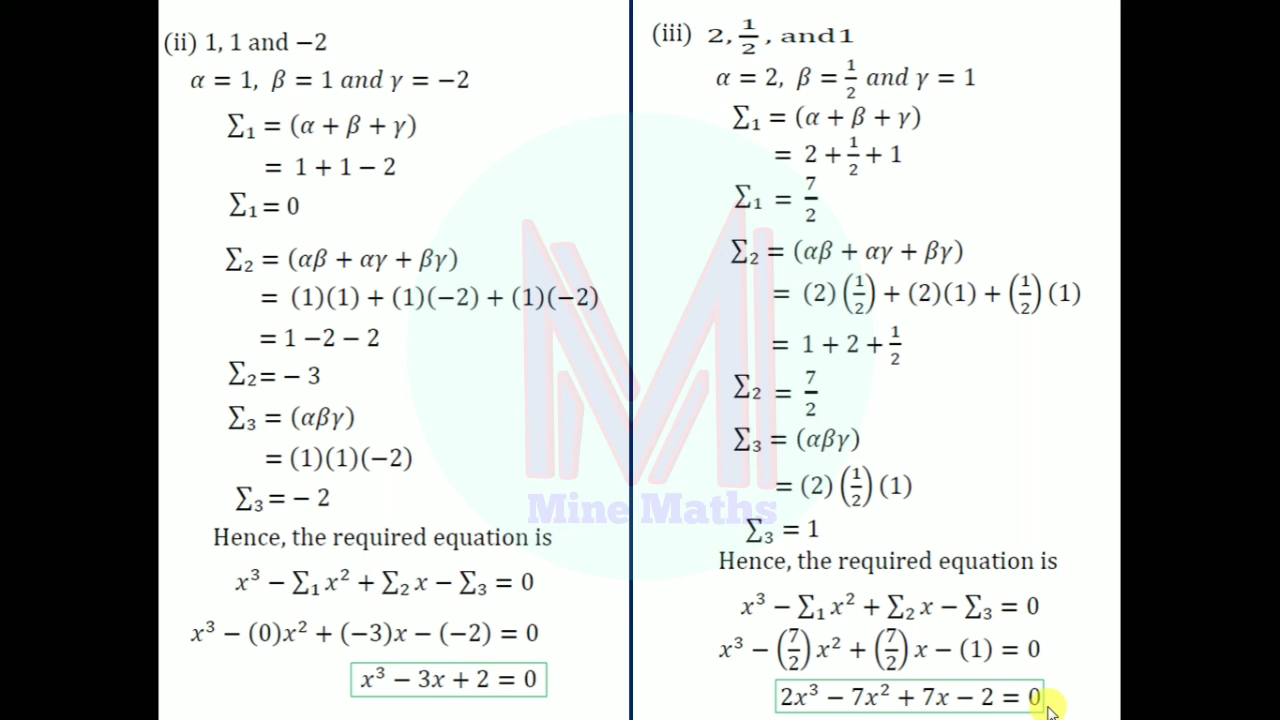 (ii) 1, 1 and −2
α = 1, β = 1 and γ = −2
∑₁ = (α + β + γ)
= 1 + 1 − 2
∑₁ = 0
∑₂ = (αβ + αγ + βγ)
= (1)(1) + (1)(−2) + (1)(−2)
= 1 −2 − 2
∑₂ = − 3
∑₃ = (αβγ)
= (1)(1)(−2)
∑₃ = − 2
Hence, the required equation is
x³ − ∑₁ x² + ∑₂ x − ∑₃ = 0
x³ − (0)x² + (−3)x − (−2) = 0
x³ − 3x + 2 = 0
(iii) 2, 1/2, and1
α = 2, β = 1/2 and γ = 1
∑₁ = (α + β + γ)
= 2 + 1/2 + 1
∑₁ = 7/2
∑₂ = (αβ + αγ + βγ)
= (2)(1/2) + (2)(1) + (1/2)(1)
= 1 + 2 + 1/2
∑₂ = 7/2
∑₃ = (αβγ)
= (2)(1/2)(1)
∑₃ = 1
Hence, the required equation is
x³ − ∑₁ x² + ∑₂ x − ∑₃ = 0
x³ − (7/2)x² + (7/2)x − (1) = 0
2x³ − 7x² + 7x − 2 = 0
Mine Maths